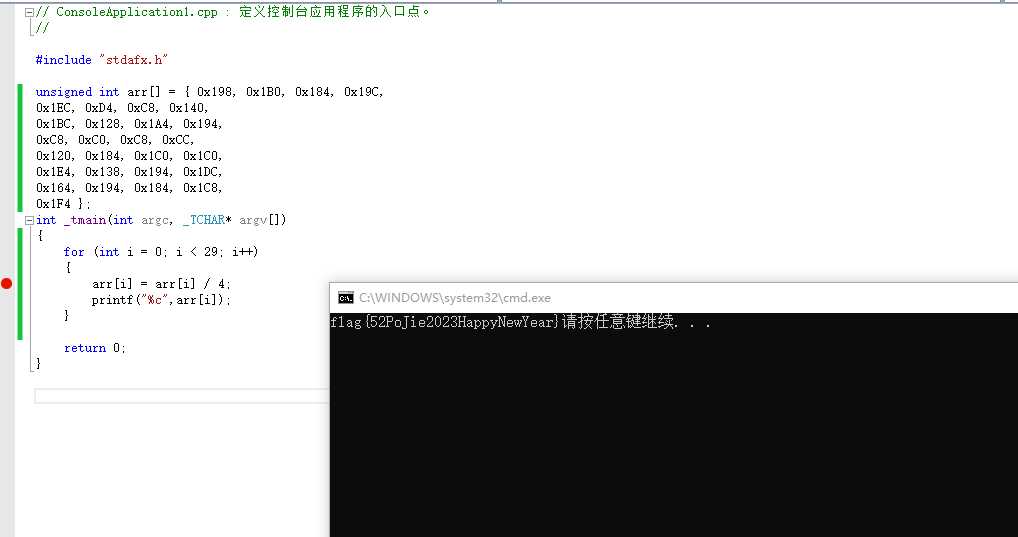 // ConsoleApplication1.cpp : 定义控制台应用程序的入口点。
//
#include "stdafx.h"
unsigned int arr[] = { 0x198, 0x1B0, 0x184, 0x19C,
0x1EC, 0xD4, 0xC8, 0x140,
0x1BC, 0x128, 0x1A4, 0x194,
0xC8, 0xC0, 0xC8, 0xCC,
0x120, 0x184, 0x1C0, 0x1C0,
0x1E4, 0x138, 0x194, 0x1DC,
0x164, 0x194, 0x184, 0x1C8,
0x1F4 };
int _tmain(int argc, _TCHAR* argv[])
{
for (int i = 0; i < 29; i++)
{
arr[i] = arr[i] / 4;
printf("%c",arr[i]);
}
return 0;
}
C:\WINDOWS\system32\cmd.exe
flag{52PoJie2023HappyNewYear}请按任意键继续. . .